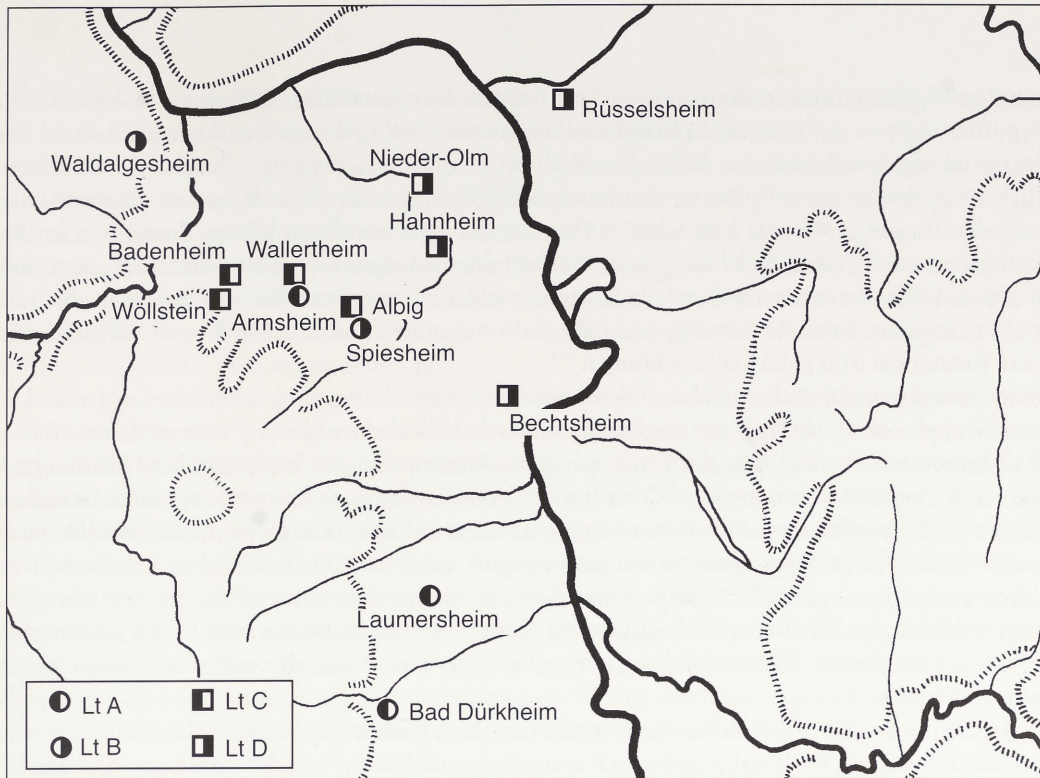 Rüsselsheim
Waldalgesheim
Nieder-Olm
Hahnheim
Badenheim
Wallertheim
Wöllstein
Armsheim
Albig
Spiesheim
Bechtsheim
Laumersheim
Bad Dürkheim
Lt A
Lt C
Lt B
Lt D